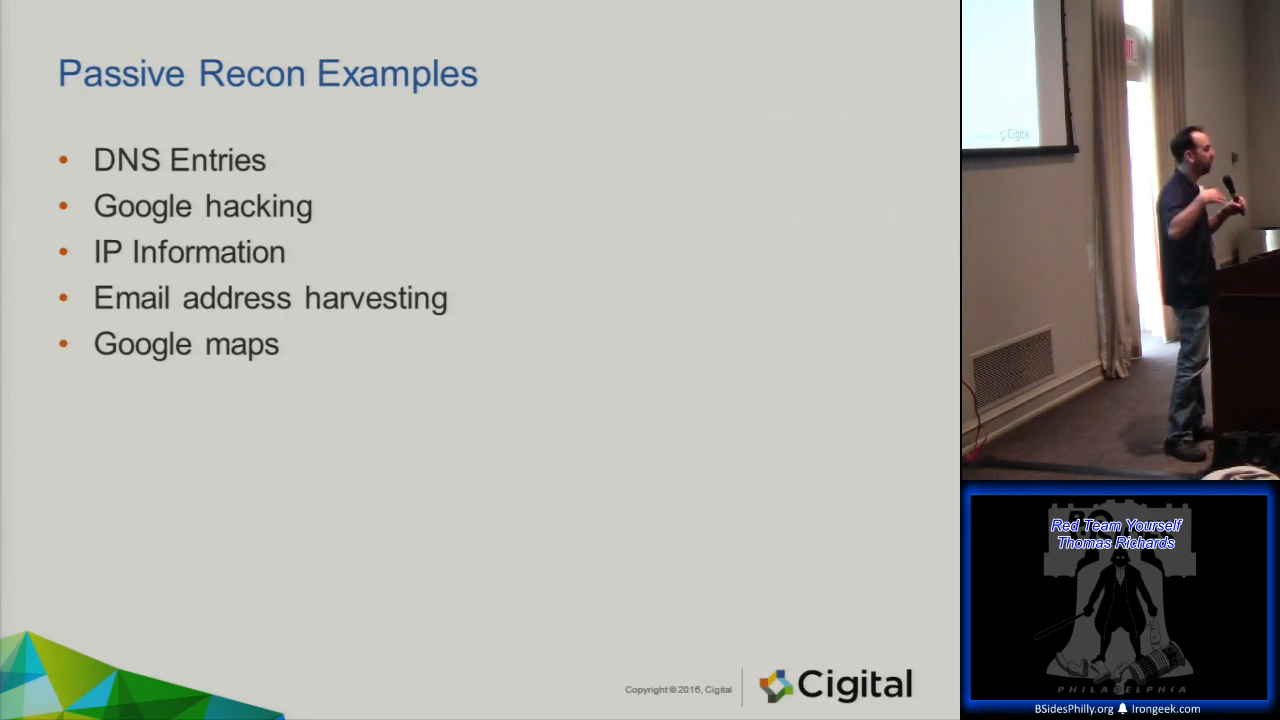 Passive Recon Examples
• DNS Entries
• Google hacking
• IP Information
• Email address harvesting
• Google maps
Copyright © 2016, Cigital
Cigital
Cigital
Red Team Yourself
Thomas Richards
PHILADELPHIA
BSidesPhilly.org Irongeek.com